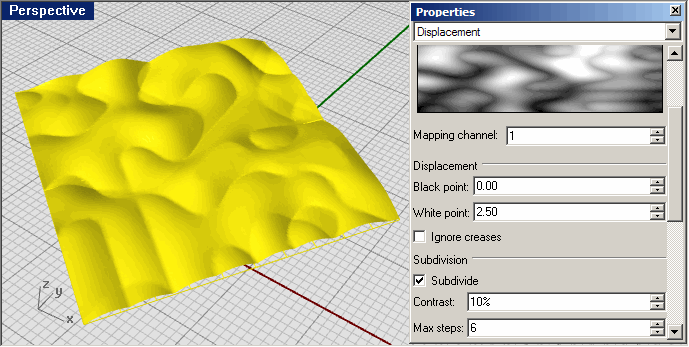 Perspective
z
y
x
Properties
Displacement
Mapping channel: 1
Displacement
Black point: 0.00
White point: 2.50
Ignore creases
Subdivision
Subdivide
Contrast: 10%
Max steps: 6